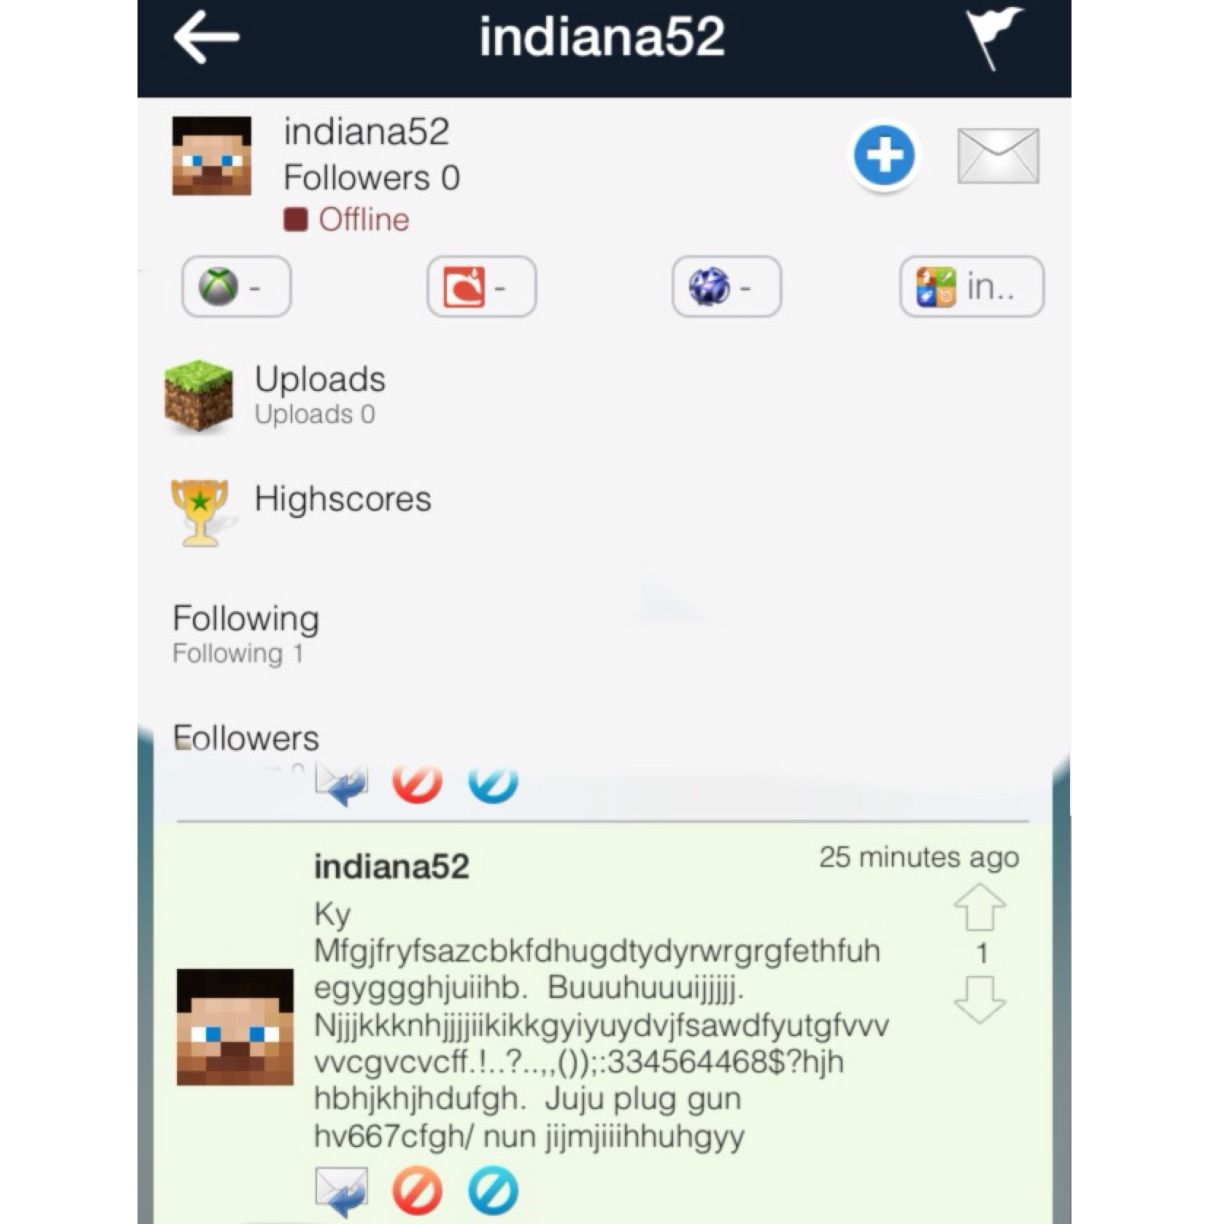 indiana52
indiana52
Followers 0
Offline
- - - in..
Uploads
Uploads 0
Highscores
Following
Following 1
Followers
indiana52 25 minutes ago
Ky
Mfgjfryfsazcbkfdhugdtydyrwrgrgfethfuh
1
egyggghjuiihb. Buuuhuuuijjjjj.
Njjjkkknhjjjjiikikkgyiyuydvjfsawdfyutgfvvv
vvcgvcvcff.!..?..,,());:334564468$?hjh
hbhjkhjhdufgh. Juju plug gun
hv667cfgh/ nun jijmjiiihhuhgyy